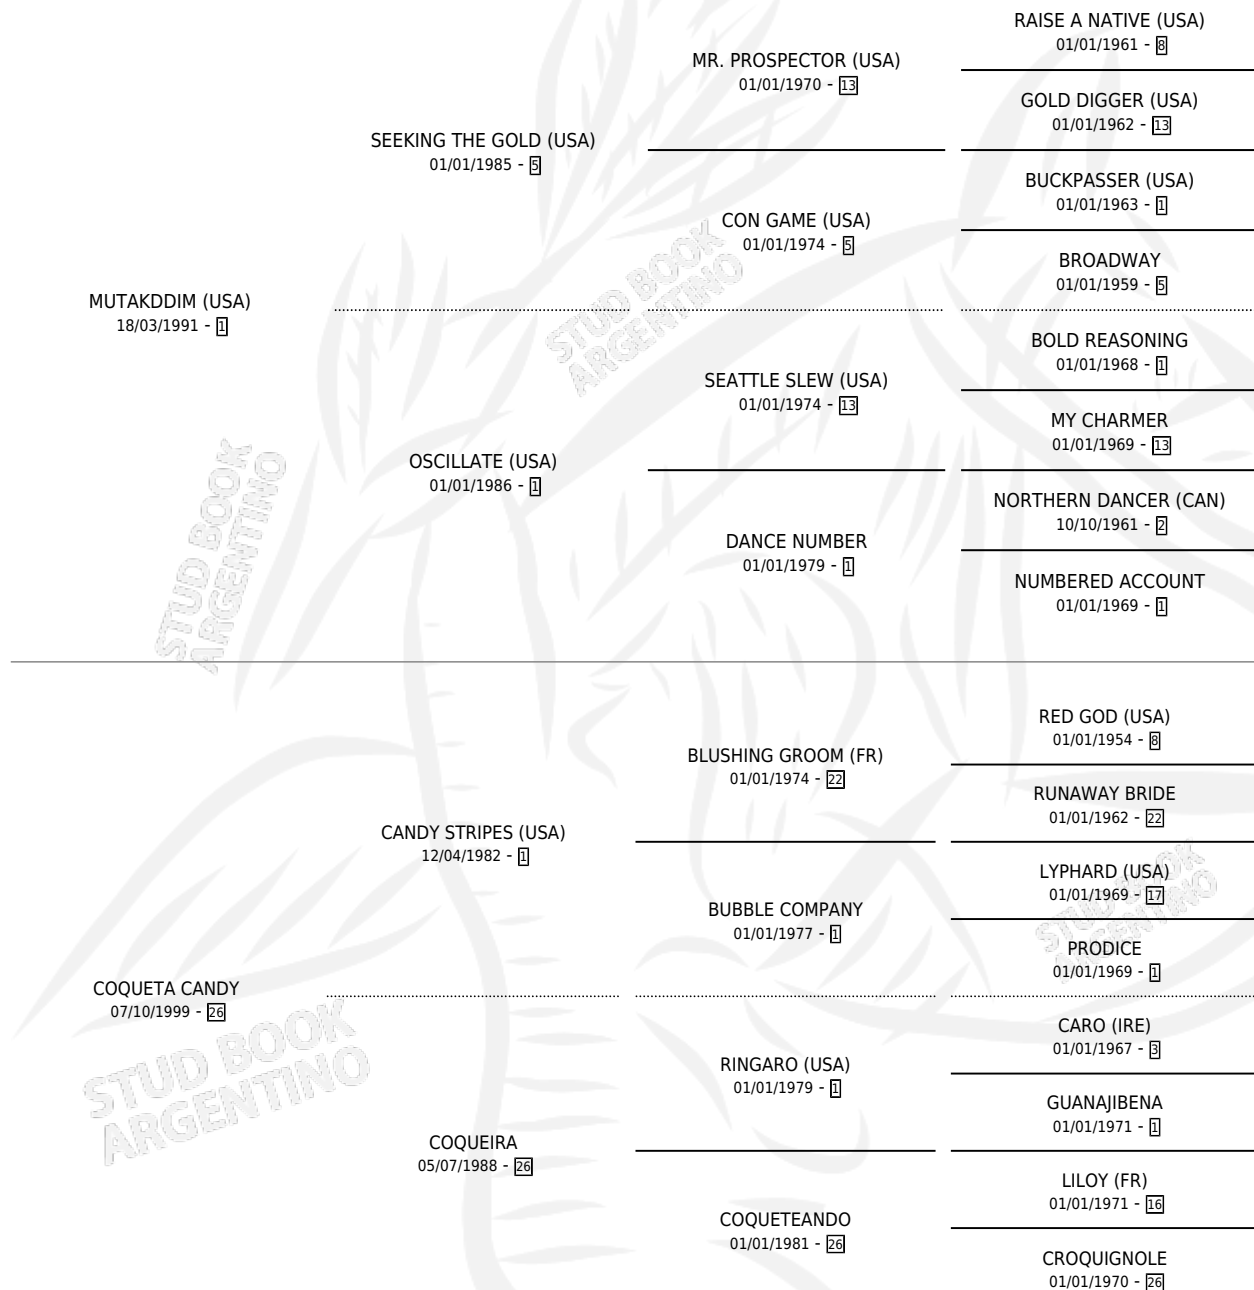 RAISE A NATIVE (USA)
01/01/1961 - 8
MR. PROSPECTOR (USA)
01/01/1970 - 13
GOLD DIGGER (USA)
01/01/1962 - 13
SEEKING THE GOLD (USA)
01/01/1985 - 5
BUCKPASSER (USA)
01/01/1963 - 1
CON GAME (USA)
01/01/1974 - 5
BROADWAY
01/01/1959 - 5
MUTAKDDIM (USA)
18/03/1991 - 1
BOLD REASONING
01/01/1968 - 1
SEATTLE SLEW (USA)
01/01/1974 - 13
MY CHARMER
01/01/1969 - 13
OSCILLATE (USA)
01/01/1986 - 1
NORTHERN DANCER (CAN)
10/10/1961 - 2
DANCE NUMBER
01/01/1979 - 1
NUMBERED ACCOUNT
01/01/1969 - 1
RED GOD (USA)
01/01/1954 - 8
BLUSHING GROOM (FR)
01/01/1974 - 22
RUNAWAY BRIDE
01/01/1962 - 22
CANDY STRIPES (USA)
12/04/1982 - 1
LYPHARD (USA)
01/01/1969 - 17
BUBBLE COMPANY
01/01/1977 - 1
PRODICE
01/01/1969 - 1
COQUETA CANDY
07/10/1999 - 26
CARO (IRE)
01/01/1967 - 3
RINGARO (USA)
01/01/1979 - 1
GUANAJIBENA
01/01/1971 - 1
COQUEIRA
05/07/1988 - 26
LILOY (FR)
01/01/1971 - 16
COQUETEANDO
01/01/1981 - 26
CROQUIGNOLE
01/01/1970 - 26
STUD BOOK
ARGENTINO
STUD BOOK
ARGENTINO
STUD BOOK
ARGENTINO
STUD BOOK
ARGENTINO